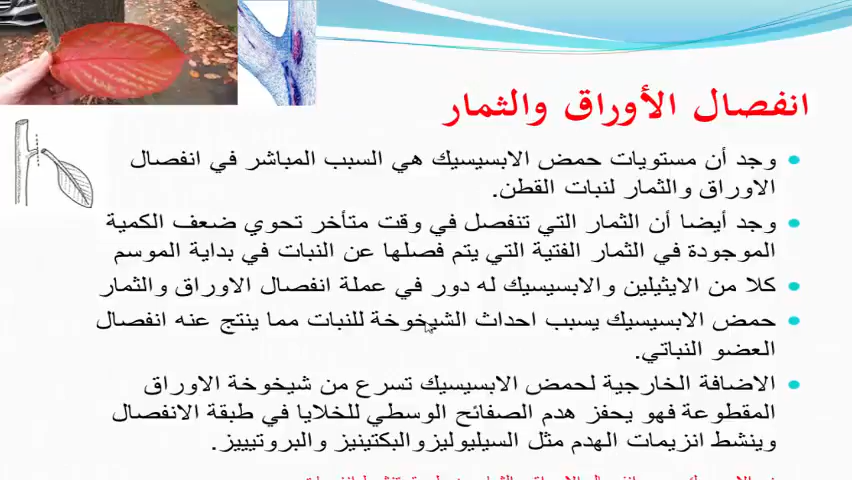 انفصال الأوراق والثمار
وجد أن مستويات حمض الابسيسيك هي السبب المباشر في انفصال
الاوراق والثمار لنبات القطن.
وجد أيضا أن الثمار التي تنفصل في وقت متأخر تحوي ضعف الكمية
الموجودة في الثمار الفتية التي يتم فصلها عن النبات في بداية الموسم
كلا من الايثيلين والابسيسيك له دور في عملة انفصال الاوراق والثمار
حمض الابسيسيك يسبب احداث الشيخوخة للنبات مما ينتج عنه انفصال
العضو النباتي.
الاضافة الخارجية لحمض الابسيسيك تسرع من شيخوخة الاوراق
المقطوعة فهو يحفز هدم الصفائح الوسطي للخلايا في طبقة الانفصال
وينشط انزيمات الهدم مثل السيليوليزوالبكتينيز والبروتيييز.